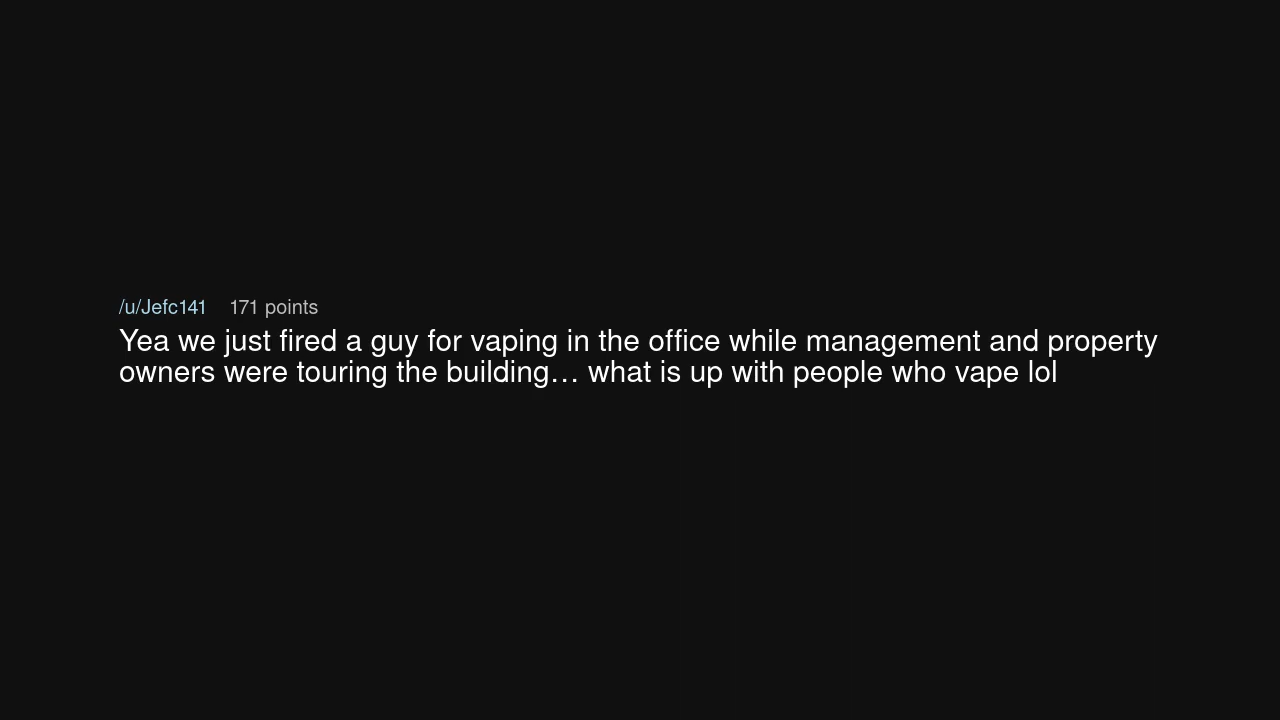 /u/Jefc141 171 points
Yea we just fired a guy for vaping in the office while management and property
owners were touring the building… what is up with people who vape lol